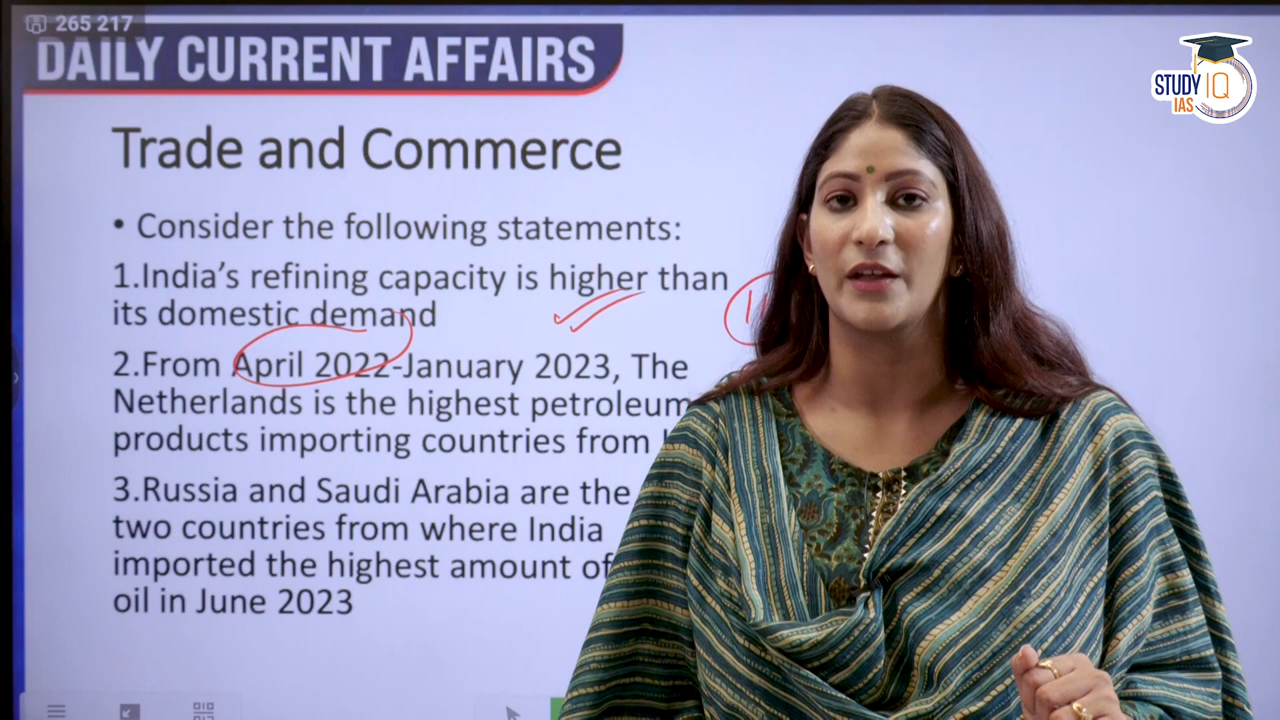 265 217
DAILY CURRENT AFFAIRS
STUDY IQ
IAS
Trade and Commerce
• Consider the following statements:
1.India's refining capacity is higher than
its domestic demand
2.From April 2022-January 2023, The
Netherlands is the highest petroleum
products importing countries from
3.Russia and Saudi Arabia are the
two countries from where India
imported the highest amount of
oil in June 2023